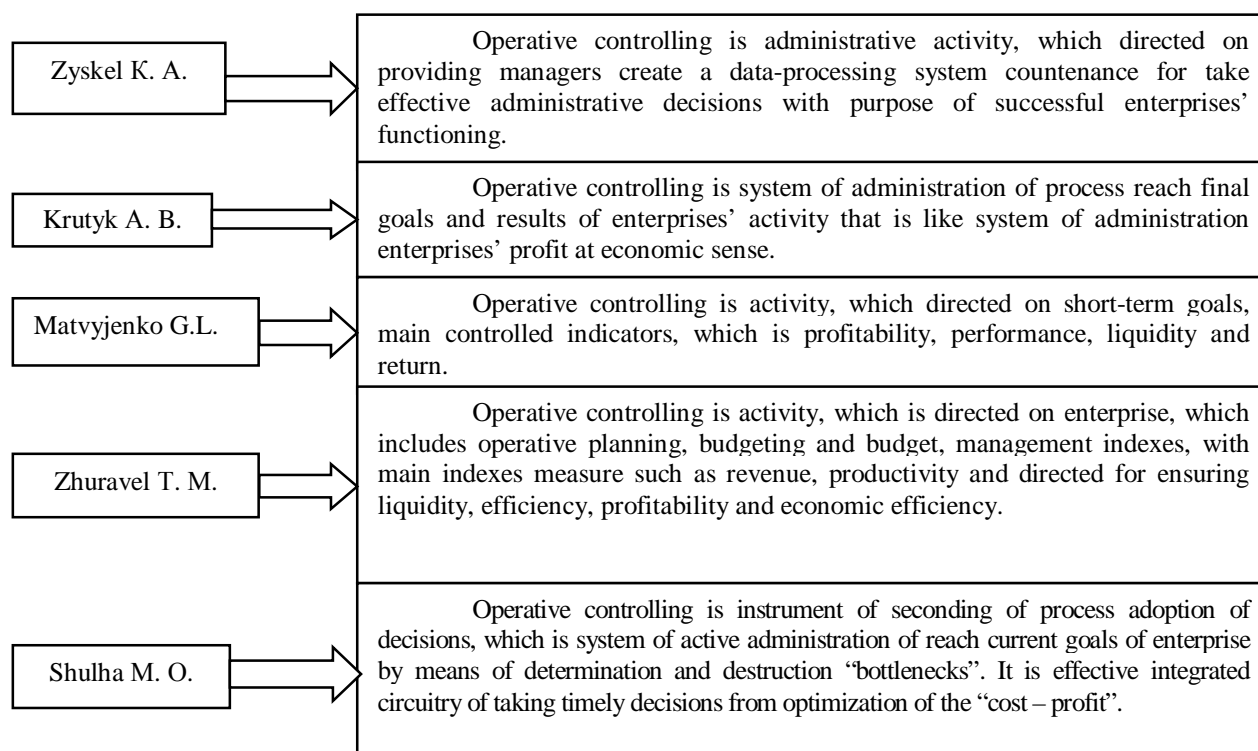 Zyskel K. A.
Operative controlling is administrative activity, which directed on
providing managers create a data-processing system countenance for take
effective administrative decisions with purpose of successful enterprises’
functioning.
Krutyk A. B.
Operative controlling is system of administration of process reach final
goals and results of enterprises’ activity that is like system of administration
enterprises’ profit at economic sense.
Matvyjenko G.L.
Operative controlling is activity, which directed on short-term goals,
main controlled indicators, which is profitability, performance, liquidity and
return.
Zhuravel T. M.
Operative controlling is activity, which is directed on enterprise, which
includes operative planning, budgeting and budget, management indexes, with
main indexes measure such as revenue, productivity and directed for ensuring
liquidity, efficiency, profitability and economic efficiency.
Shulha M. O.
Operative controlling is instrument of seconding of process adoption of
decisions, which is system of active administration of reach current goals of enterprise
by means of determination and destruction “bottlenecks”. It is effective integrated
circuitry of taking timely decisions from optimization of the “cost – profit”.